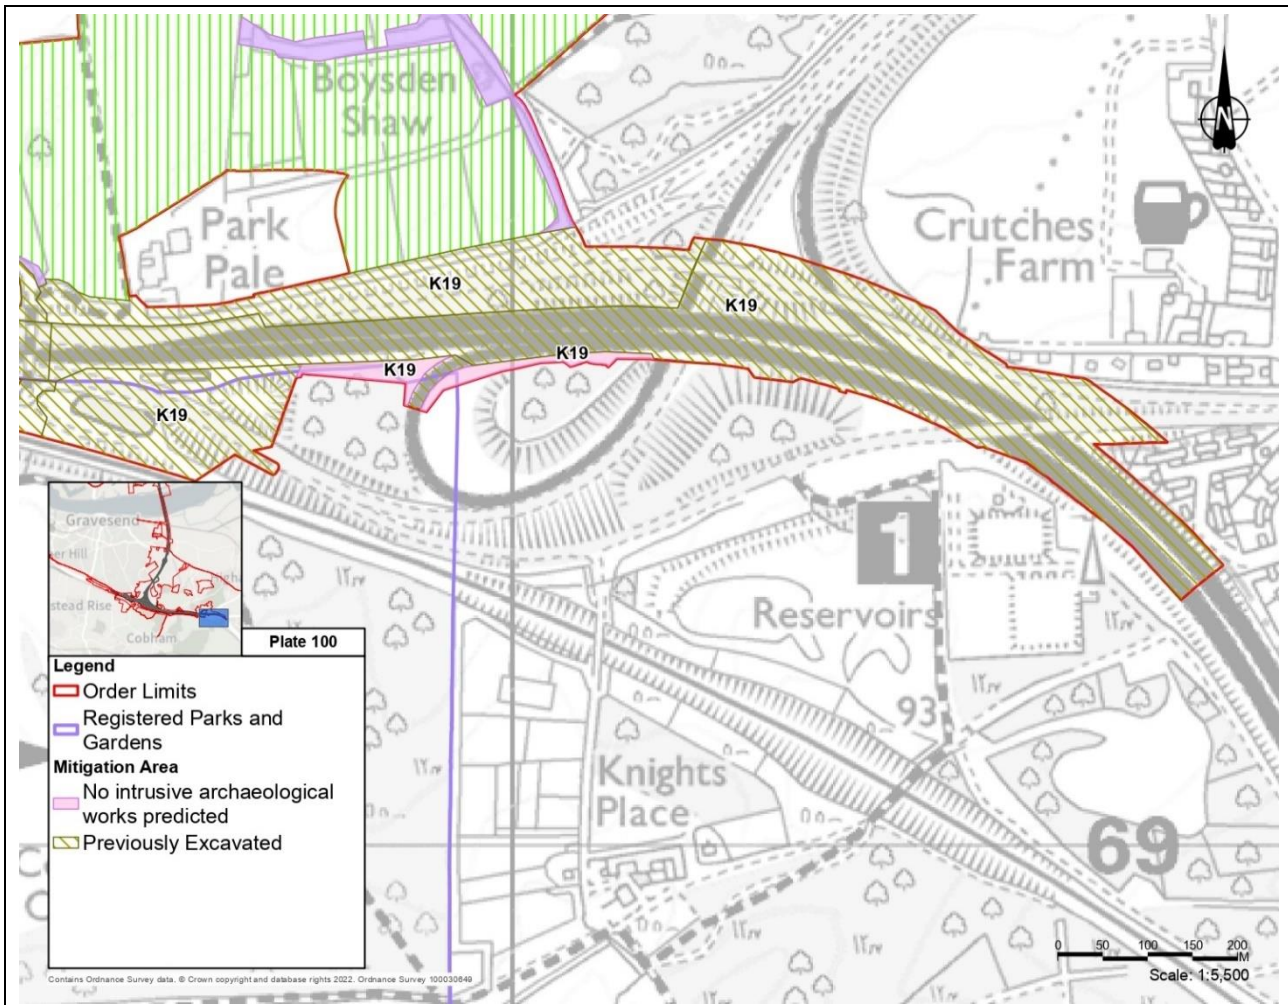 Boysden
Shaw
N
Park
Pale
Crutches
Farm
K19
K19
K19
K19
K19
1
Reservoirs
93
Knights
Place
69
Gravesend
stead Rise
Cobham
Plate 100
Legend
Order Limits
Registered Parks and
Gardens
Mitigation Area
No intrusive archaeological
works predicted
Previously Excavated
0 50 100 150 200
M
Scale: 1:5,500
Contains Ordnance Survey data. © Crown copyright and database rights 2022. Ordnance Survey 100030649